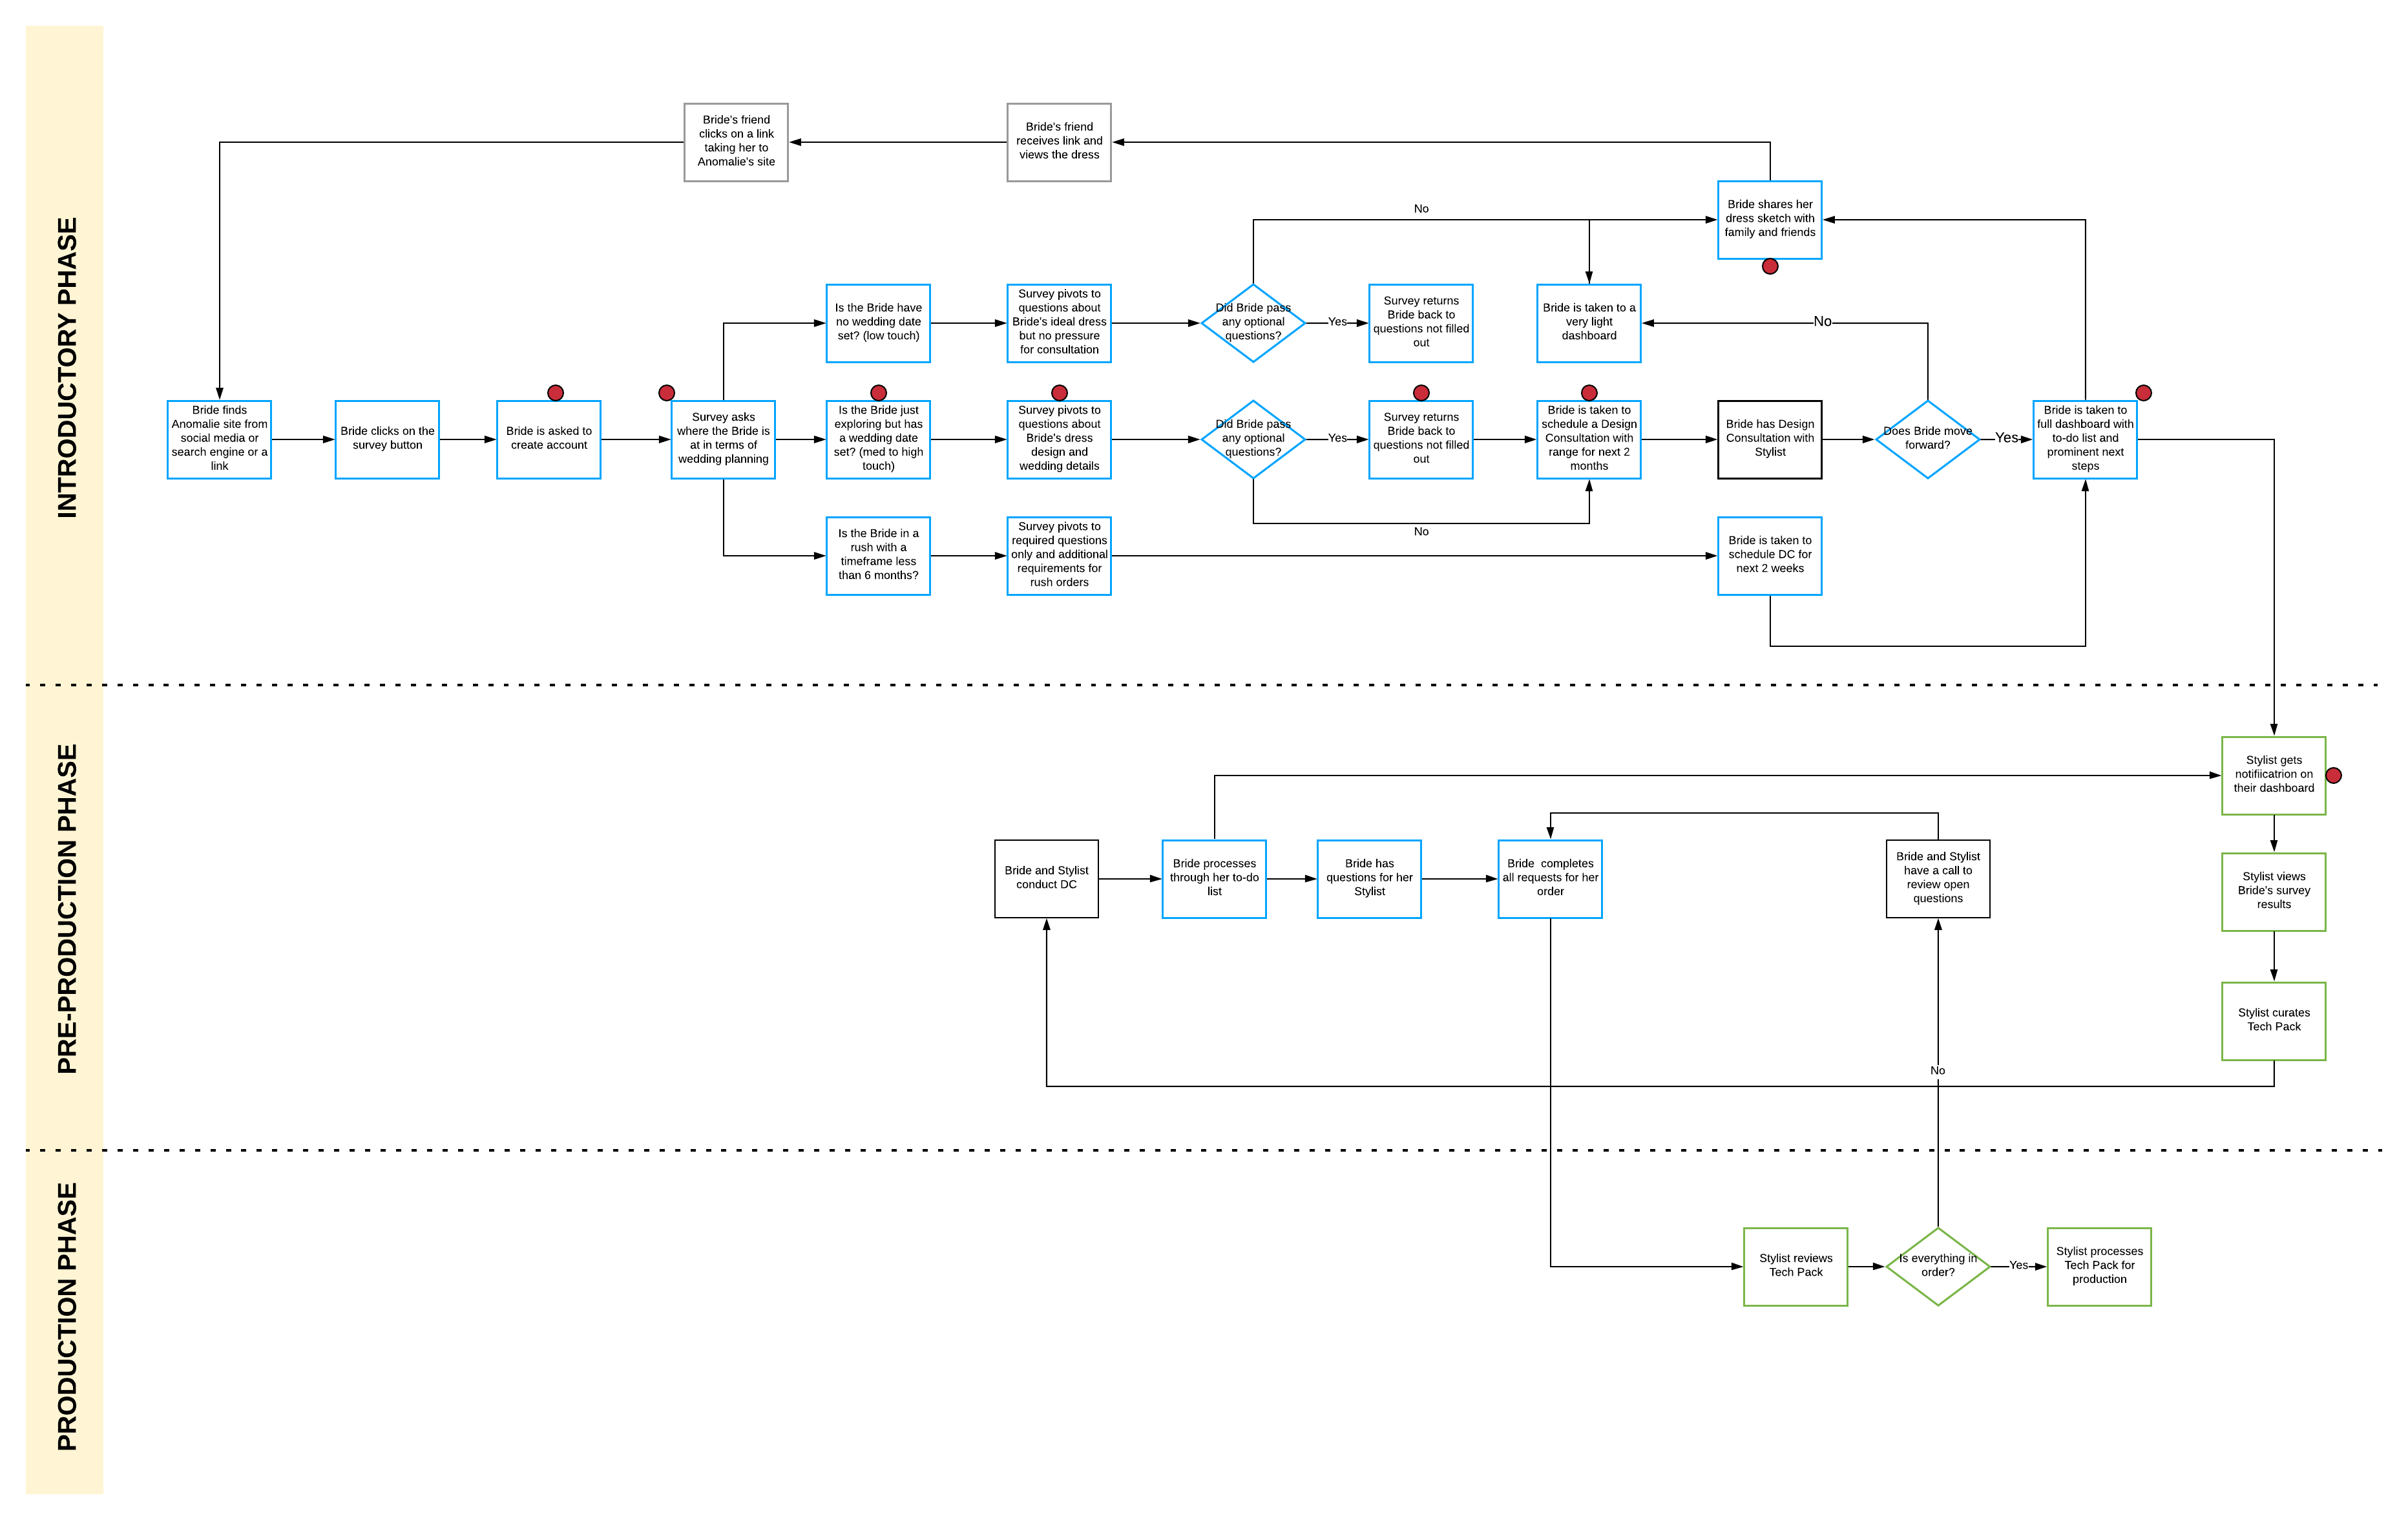 INTRODUCTORY PHASE
Bride's friend
clicks on a link
taking her to
Anomalie's site
Bride's friend
receives link and
views the dress
Bride shares her
dress sketch with
family and friends
No
Is the Bride have
no wedding date
set? (low touch)
Survey pivots to
questions about
Bride's ideal dress
but no pressure
for consultation
Did Bride pass
any optional
questions?
Yes
Survey returns
Bride back to
questions not filled
out
Bride is taken to a
very light
dashboard
No
Bride finds
Anomalie site from
social media or
search engine or a
link
Bride clicks on the
survey button
Bride is asked to
create account
Survey asks
where the Bride is
at in terms of
wedding planning
Is the Bride just
exploring but has
a wedding date
set? (med to high
touch)
Survey pivots to
questions about
Bride's dress
design and
wedding details
Did Bride pass
any optional
questions?
Yes
Survey returns
Bride back to
questions not filled
out
Bride is taken to
schedule a Design
Consultation with
range for next 2
months
Bride has Design
Consultation with
Stylist
Does Bride move
forward?
Yes
Bride is taken to
full dashboard with
to-do list and
prominent next
steps
No
Is the Bride in a
rush with a
timeframe less
than 6 months?
Survey pivots to
required questions
only and additional
requirements for
rush orders
Bride is taken to
schedule DC for
next 2 weeks
PRE-PRODUCTION PHASE
Stylist gets
notifiicatrion on
their dashboard
Bride and Stylist
conduct DC
Bride processes
through her to-do
list
Bride has
questions for her
Stylist
Bride  completes
all requests for her
order
Bride and Stylist
have a call to
review open
questions
Stylist views
Bride's survey
results
Stylist curates
Tech Pack
No
PRODUCTION PHASE
Stylist reviews
Tech Pack
Is everything in
order?
Yes
Stylist processes
Tech Pack for
production